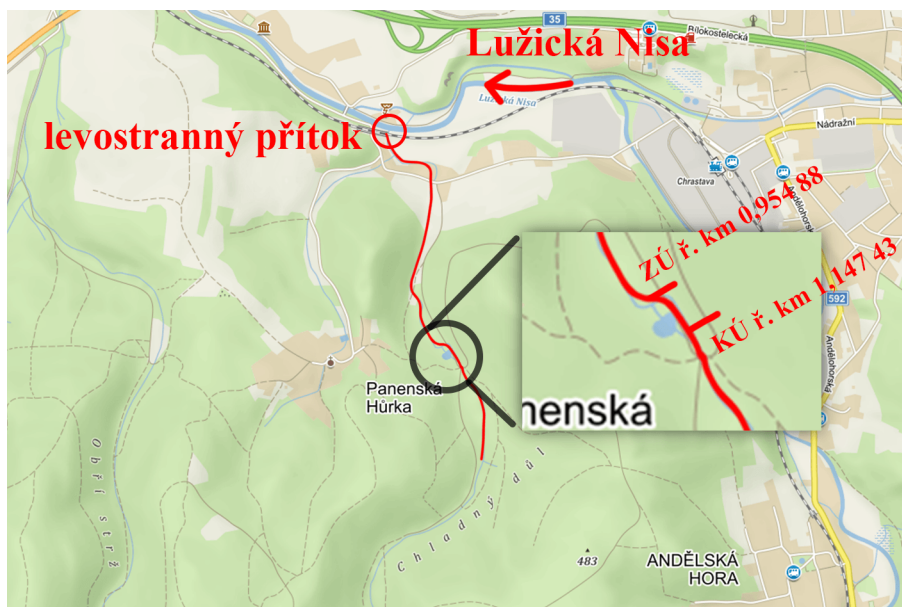 35
Bílokostelecká
Lužická Nisa
Lužická Nisa
levostranný přítok
Nádražní
Chrastava
Andělohorská
ZÚ ř. km 0,954 88
KÚ ř. km 1,147 43
592
Andělohorská
Panenská
Hůrka
nenská
Obří strž
Chladný důl
483
ANDĚLSKÁ
HORA